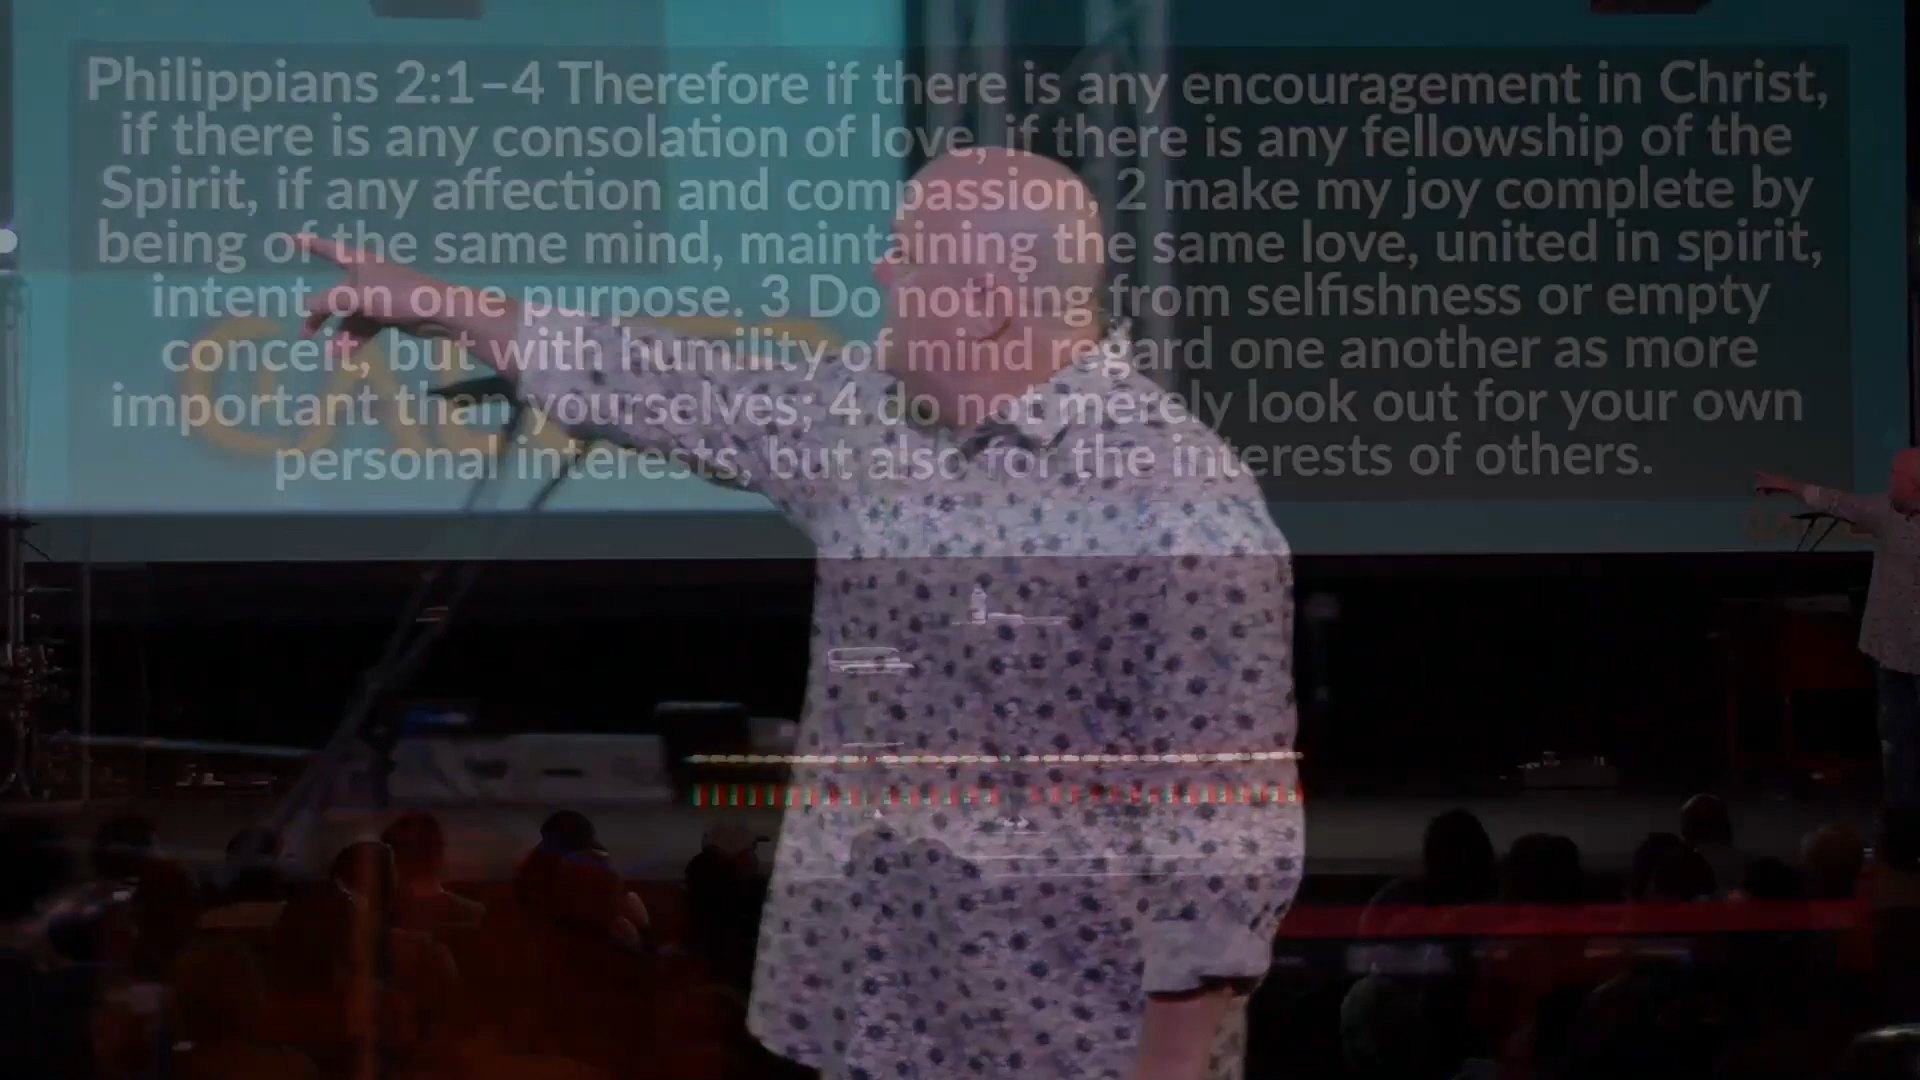 Philippians 2:1–4 Therefore if there is any encouragement in Christ,
if there is any consolation of love, if there is any fellowship of the
Spirit, if any affection and compassion, 2 make my joy complete by
being of the same mind, maintaining the same love, united in spirit,
intent on one purpose. 3 Do nothing from selfishness or empty
conceit, but with humility of mind regard one another as more
important than yourselves; 4 do not merely look out for your own
personal interests, but also for the interests of others.